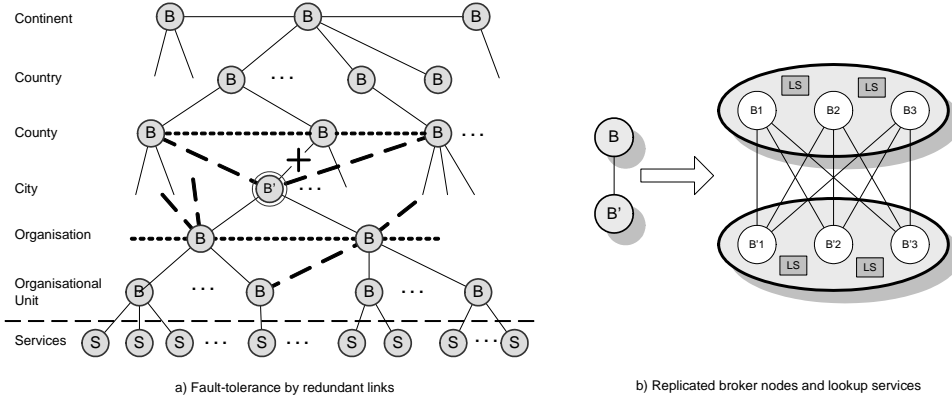 Continent
B B B
Country
B ... B B
County
B B B ...
City
B' ...
Organisation
B B
Organisational
Unit
B ... B B ... B
Services
S S S ... S ... S S S ... S
a) Fault-tolerance by redundant links
B
B'
LS LS
B1 B2 B3
B'1 B'2 B'3
LS LS
b) Replicated broker nodes and lookup services